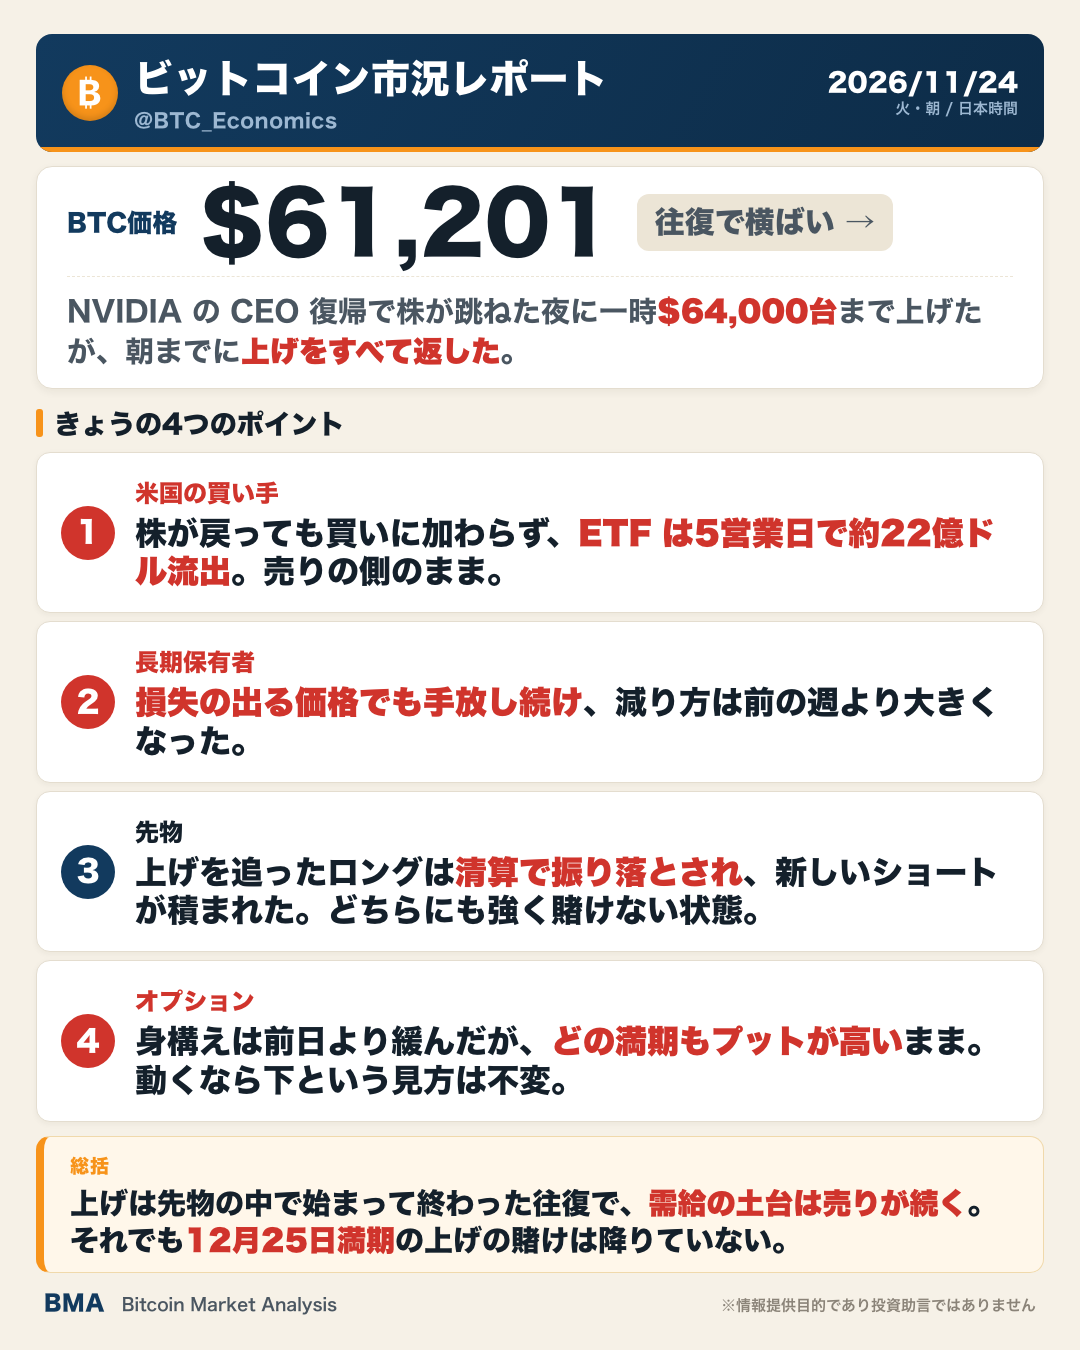 ビットコイン市況レポート
@BTC_Economics
2026/11/24
火・朝 / 日本時間
BTC価格
$61,201
往復で横ばい →
NVIDIA の CEO 復帰で株が跳ねた夜に一時$64,000台まで上げた
が、朝までに上げをすべて返した。
きょうの4つのポイント
1
米国の買い手
株が戻っても買いに加わらず、ETF は5営業日で約22億ド
ル流出。売りの側のまま。
2
長期保有者
損失の出る価格でも手放し続け、減り方は前の週より大きく
なった。
3
先物
上げを追ったロングは清算で振り落とされ、新しいショート
が積まれた。どちらにも強く賭けない状態。
4
オプション
身構えは前日より緩んだが、どの満期もプットが高いまま。
動くなら下という見方は不変。
総括
上げは先物の中で始まって終わった往復で、需給の土台は売りが続く。
それでも12月25日満期の上げの賭けは降りていない。
BMA Bitcoin Market Analysis
※情報提供目的であり投資助言ではありません